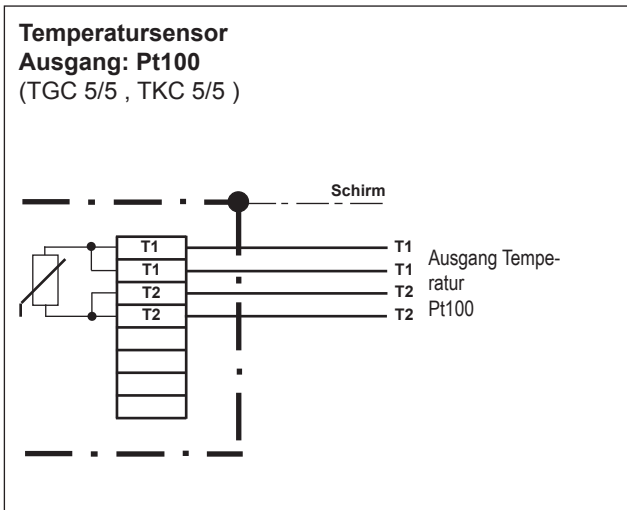 Temperatursensor
Ausgang: Pt100
(TGC 5/5 , TKC 5/5 )
Schirm
T1 T1
T1 T1
T2 T2
T2 T2
Ausgang Tempe-
ratur
Pt100